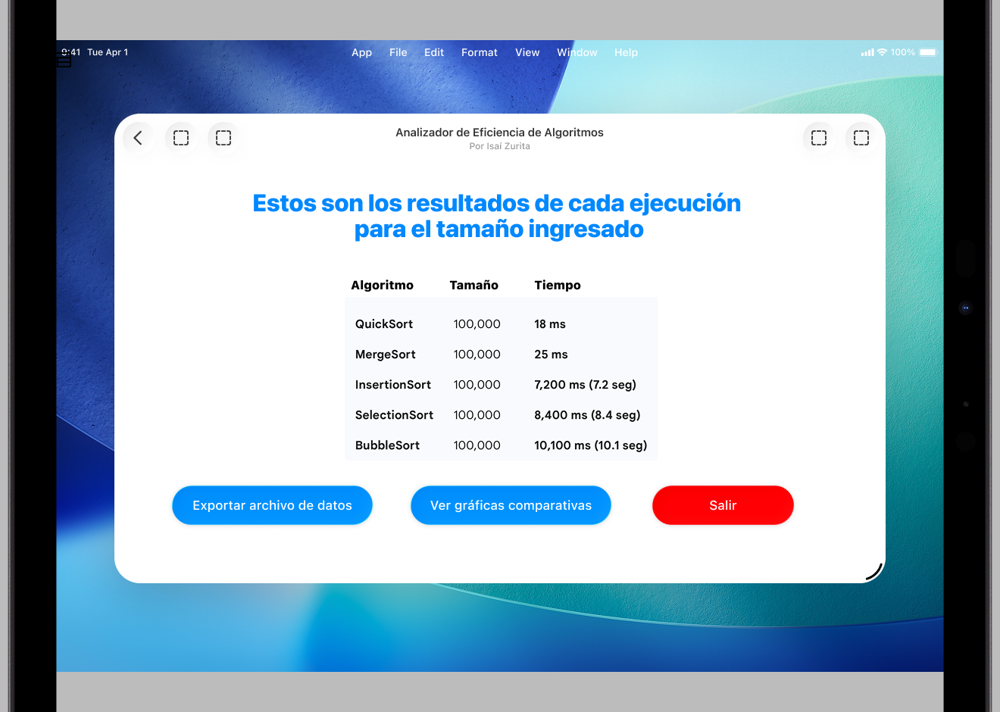 9:41 Tue Apr 1
App File Edit Format View Window Help
100%
Analizador de Eficiencia de Algoritmos
Por Isaí Zurita
Estos son los resultados de cada ejecución
para el tamaño ingresado
Algoritmo Tamaño Tiempo
QuickSort 100,000 18 ms
MergeSort 100,000 25 ms
InsertionSort 100,000 7,200 ms (7.2 seg)
SelectionSort 100,000 8,400 ms (8.4 seg)
BubbleSort 100,000 10,100 ms (10.1 seg)
Exportar archivo de datos Ver gráficas comparativas Salir